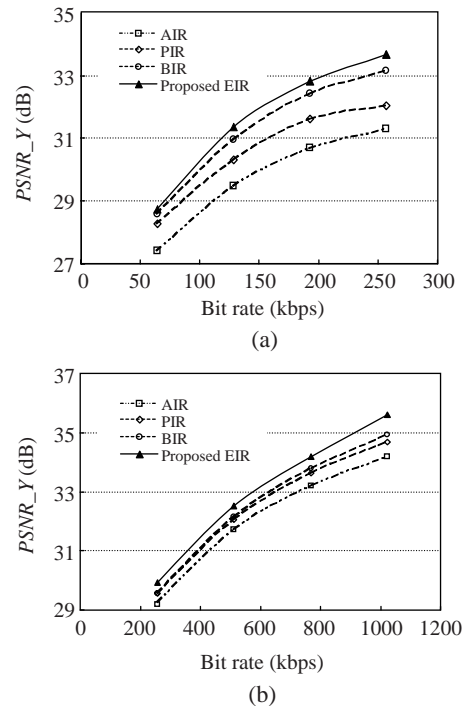 35
AIR
PIR
BIR
Proposed EIR
33
31
29
27
PSNR_Y (dB)
0 50 100 150 200 250 300
Bit rate (kbps)
(a)
37
AIR
PIR
BIR
Proposed EIR
35
33
31
29
PSNR_Y (dB)
0 200 400 600 800 1000 1200
Bit rate (kbps)
(b)